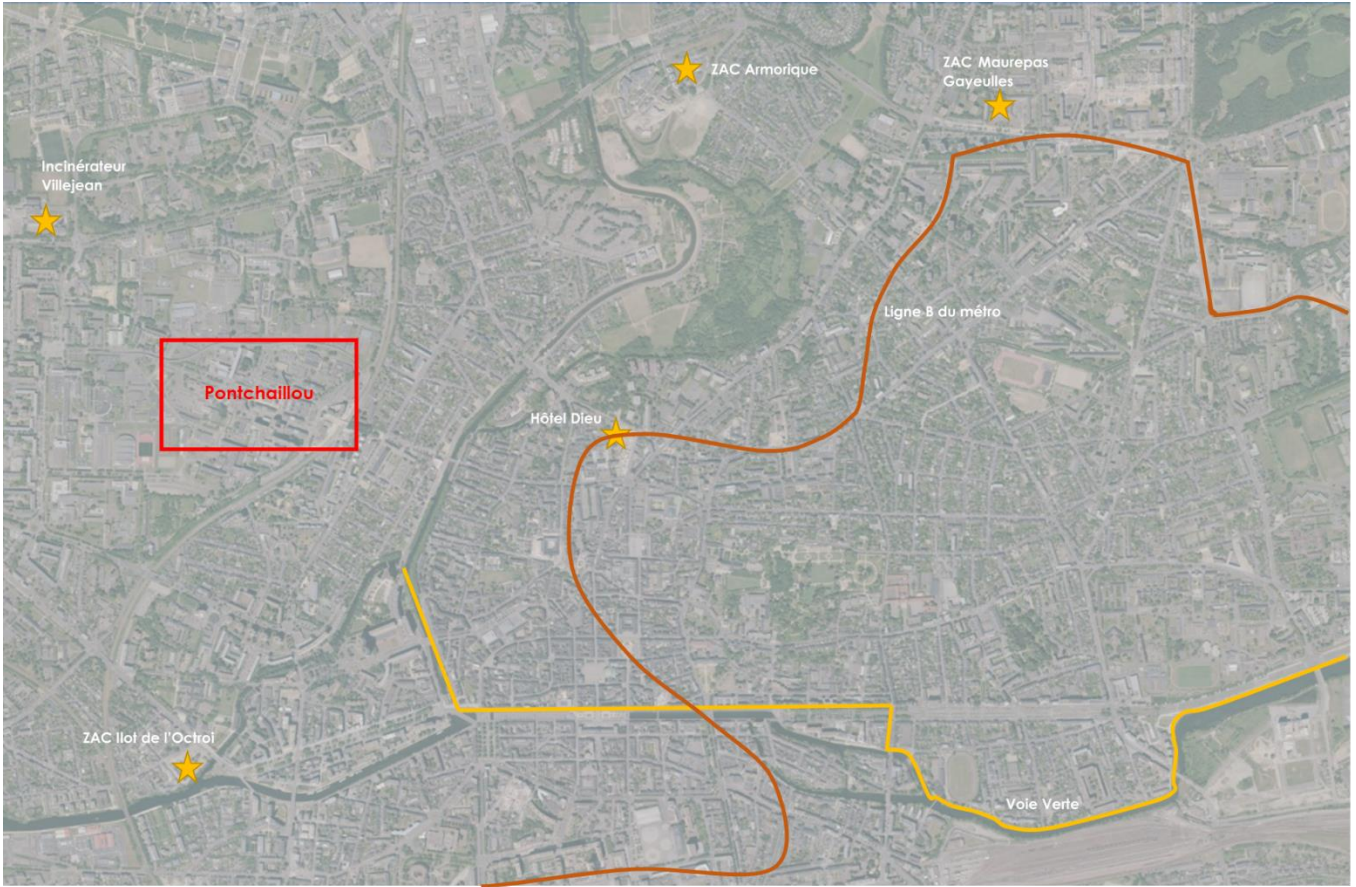 ZAC Armorique
ZAC Maurepas
Gayeulles
Incinérateur
Villejean
Ligne B du métro
Pontchaillou
Hôtel Dieu
ZAC Ilot de l'Octroi
Voie Verte